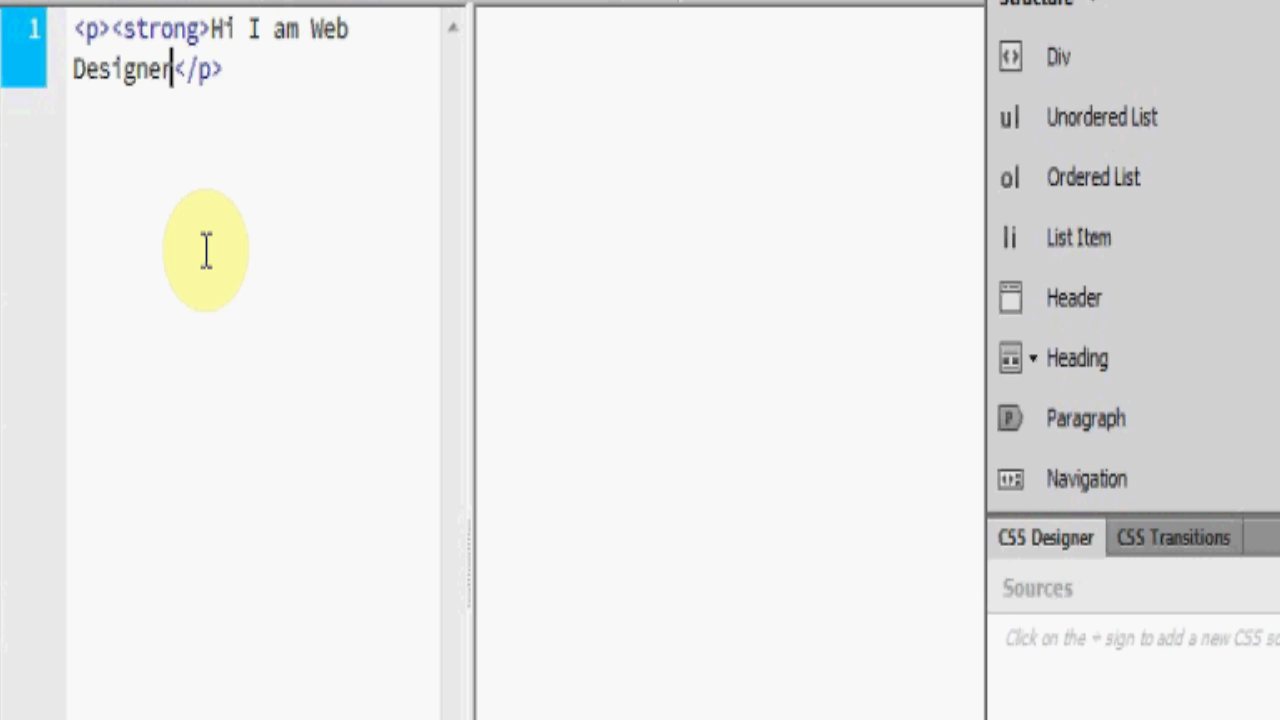 1 <p><strong>Hi I am Web
Designer</p>
Structure
Div
ul Unordered List
ol Ordered List
li List Item
Header
Heading
P Paragraph
Navigation
CSS Designer CSS Transitions
Sources
Click on the + sign to add a new CSS